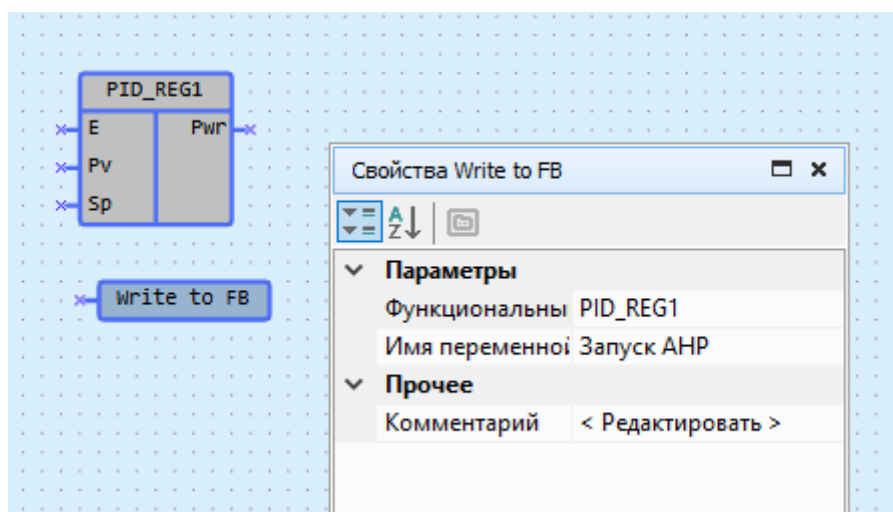 PID_REG1
E Pwr
Pv
Sp
Write to FB
Свойства Write to FB
Параметры
Функциональны PID_REG1
Имя переменной Запуск АНР
Прочее
Комментарий < Редактировать >